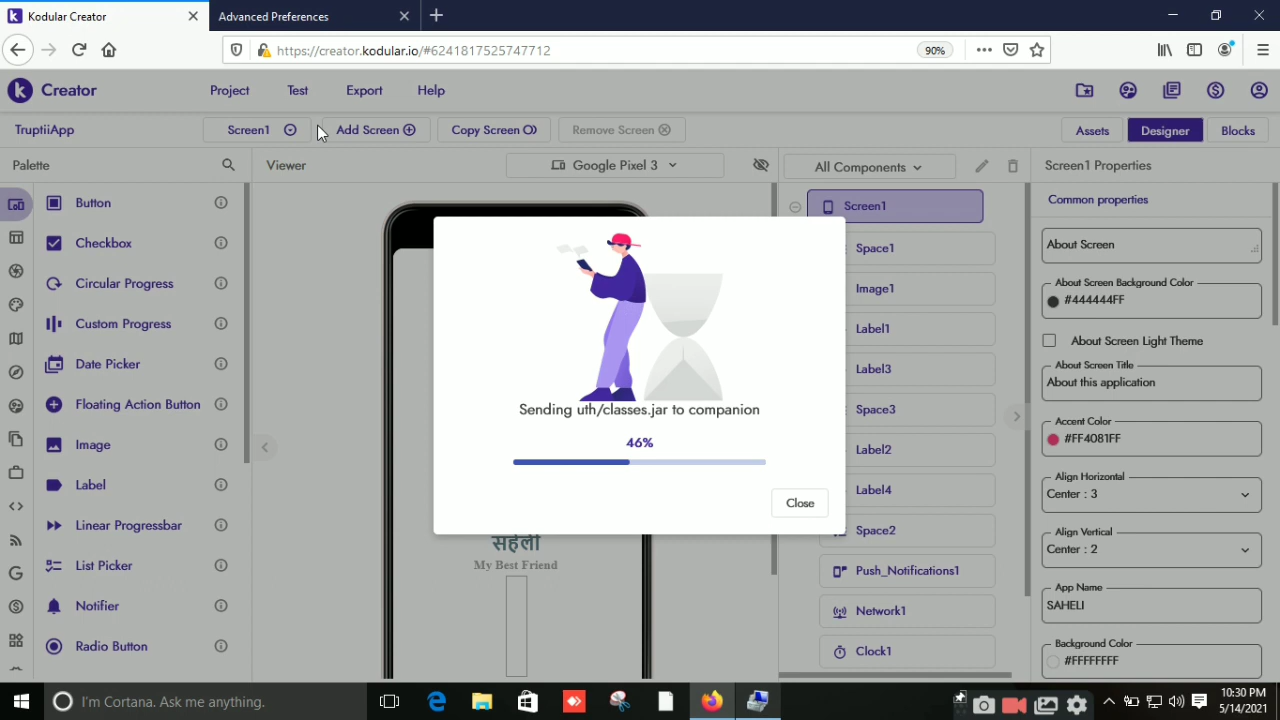 Kodular Creator
Advanced Preferences
https://creator.kodular.io/#6241817525747712
90%
Creator
Project
Test
Export
Help
TruptiiApp
Screen1
Add Screen
Copy Screen
Remove Screen
Assets
Designer
Blocks
Palette
Viewer
Google Pixel 3
All Components
Screen1 Properties
Button
Checkbox
Circular Progress
Custom Progress
Date Picker
Floating Action Button
Image
Label
Linear Progressbar
List Picker
Notifier
Radio Button
Sending uth/classes.jar to companion
46%
Close
सहेली
My Best Friend
Screen1
Space1
Image1
Label1
Label3
Space3
Label2
Label4
Space2
Push_Notifications1
Network1
Clock1
Common properties
About Screen
About Screen Background Color
#444444FF
About Screen Light Theme
About Screen Title
About this application
Accent Color
#FF4081FF
Align Horizontal
Center : 3
Align Vertical
Center : 2
App Name
SAHELI
Background Color
#FFFFFFFF
I'm Cortana. Ask me anything.
10:30 PM
5/14/2021